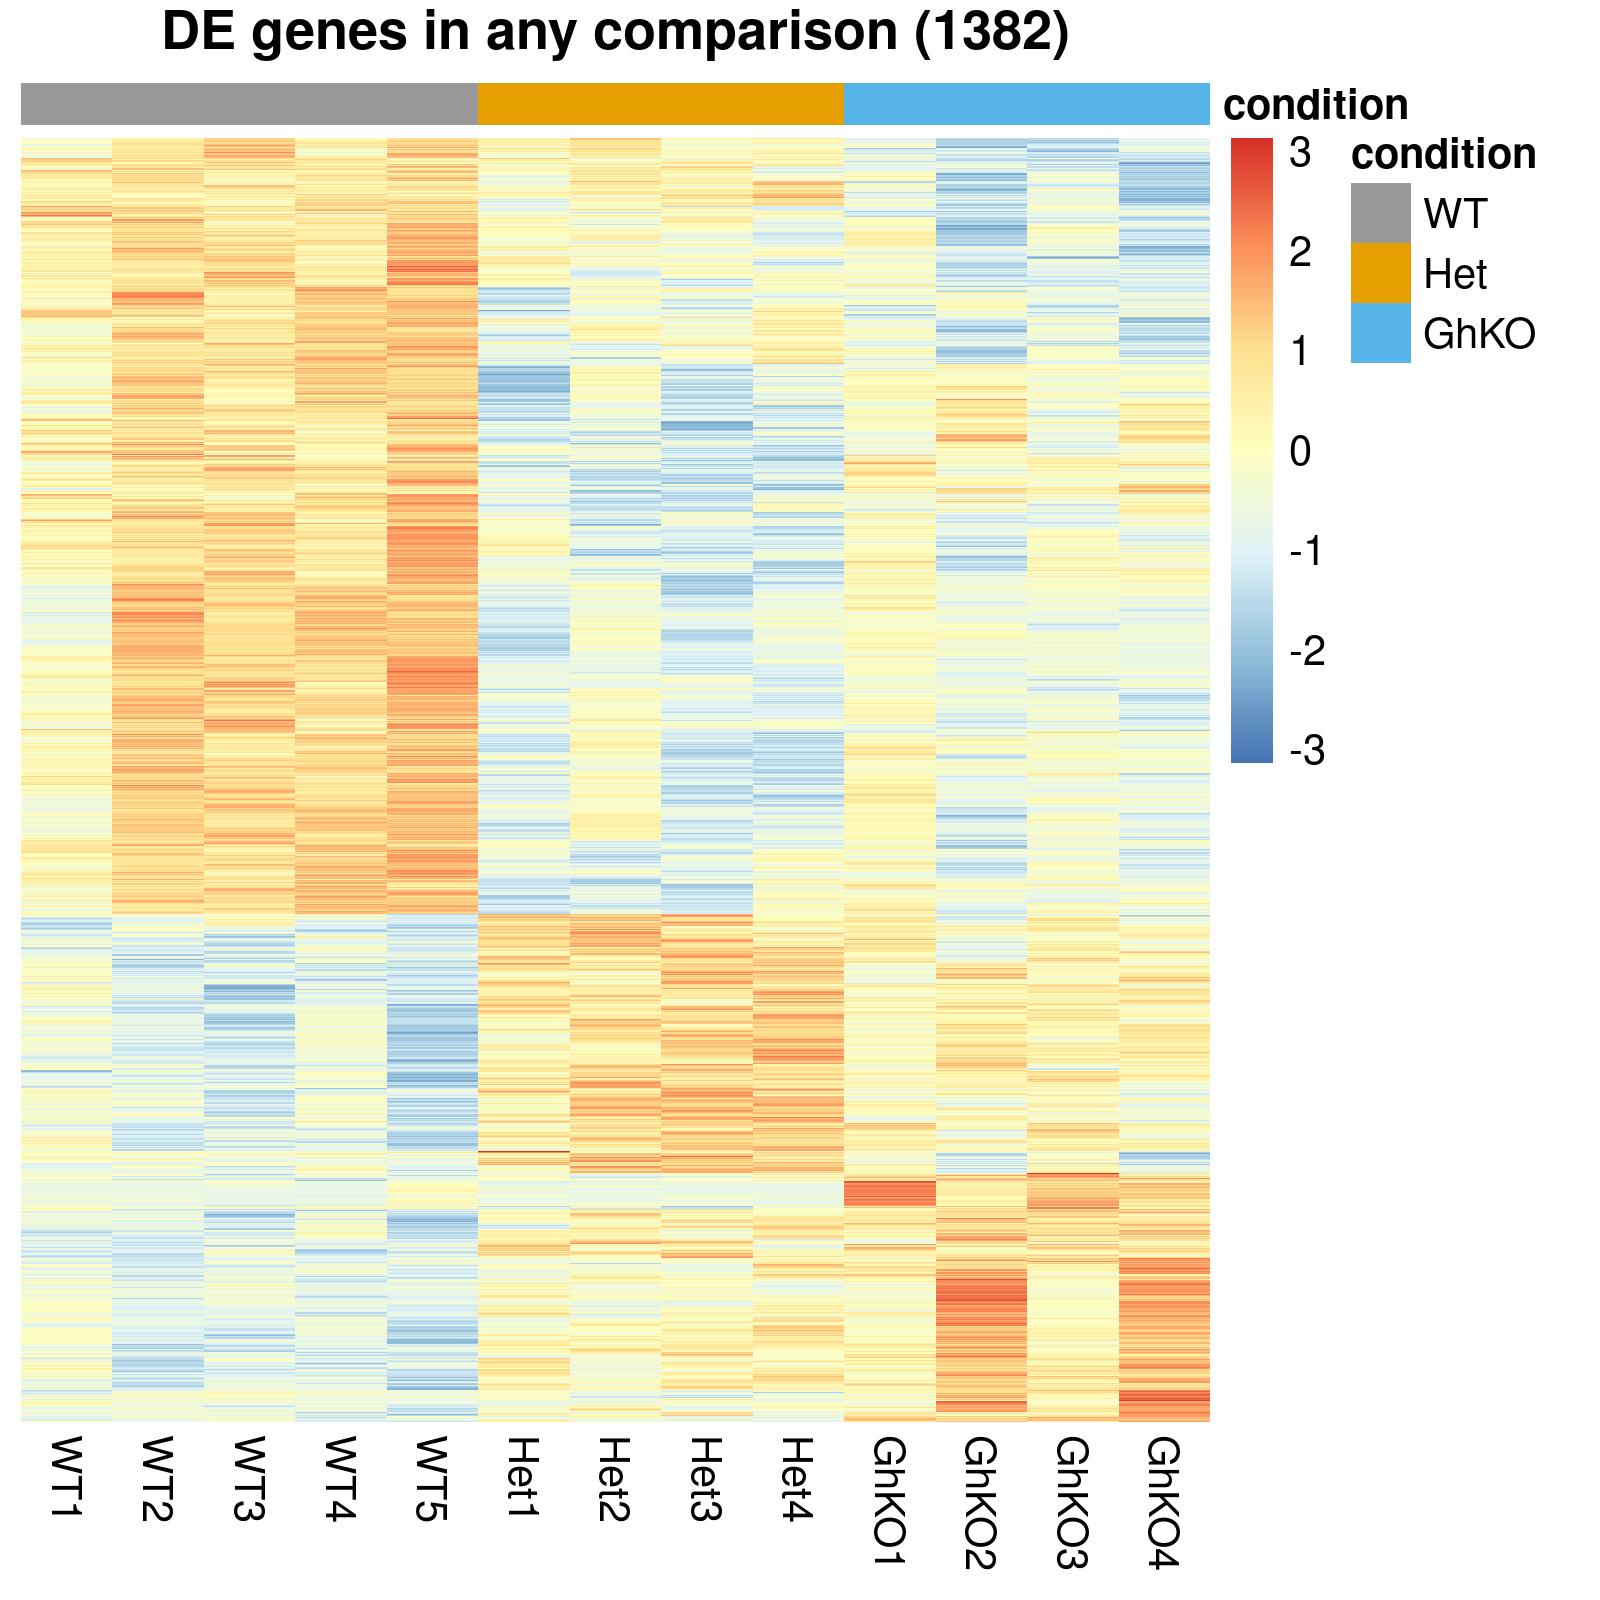 DE genes in any comparison (1382)
condition
3
2
1
0
-1
-2
-3
condition
WT
Het
GhKO
WT1
WT2
WT3
WT4
WT5
Het1
Het2
Het3
Het4
GhKO1
GhKO2
GhKO3
GhKO4